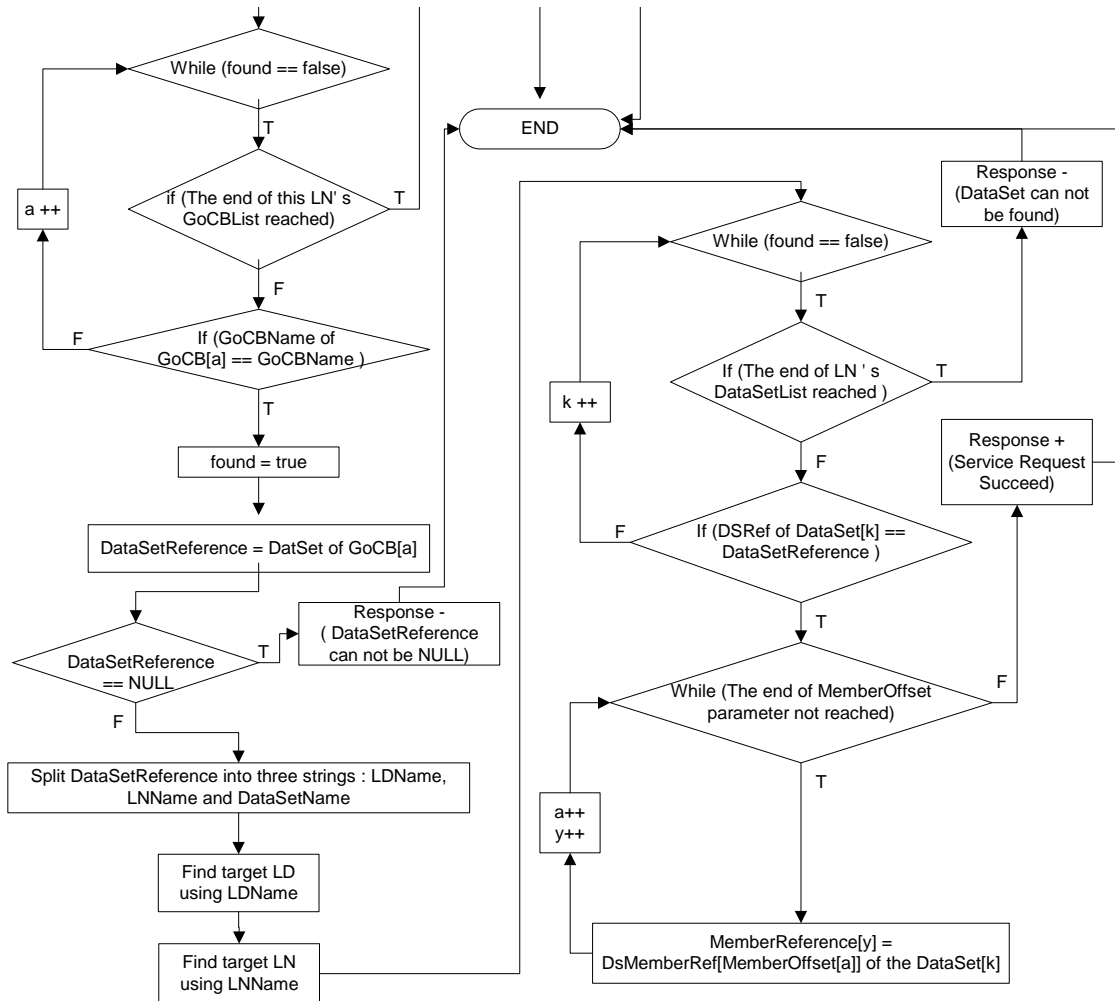 While (found == false)
T
if (The end of this LN' s
GoCBList reached)
T
a ++
F
If (GoCBName of
GoCB[a] == GoCBName )
F
T
found = true
DataSetReference = DatSet of GoCB[a]
DataSetReference
== NULL
T
Response -
( DataSetReference
can not be NULL)
F
Split DataSetReference into three strings : LDName,
LNName and DataSetName
Find target LD
using LDName
Find target LN
using LNName
END
Response -
(DataSet can not
be found)
While (found == false)
T
If (The end of LN ' s
DataSetList reached )
T
k ++
F
Response +
(Service Request
Succeed)
If (DSRef of DataSet[k] ==
DataSetReference )
F
T
While (The end of MemberOffset
parameter not reached)
F
T
a++
y++
MemberReference[y] =
DsMemberRef[MemberOffset[a]] of the DataSet[k]